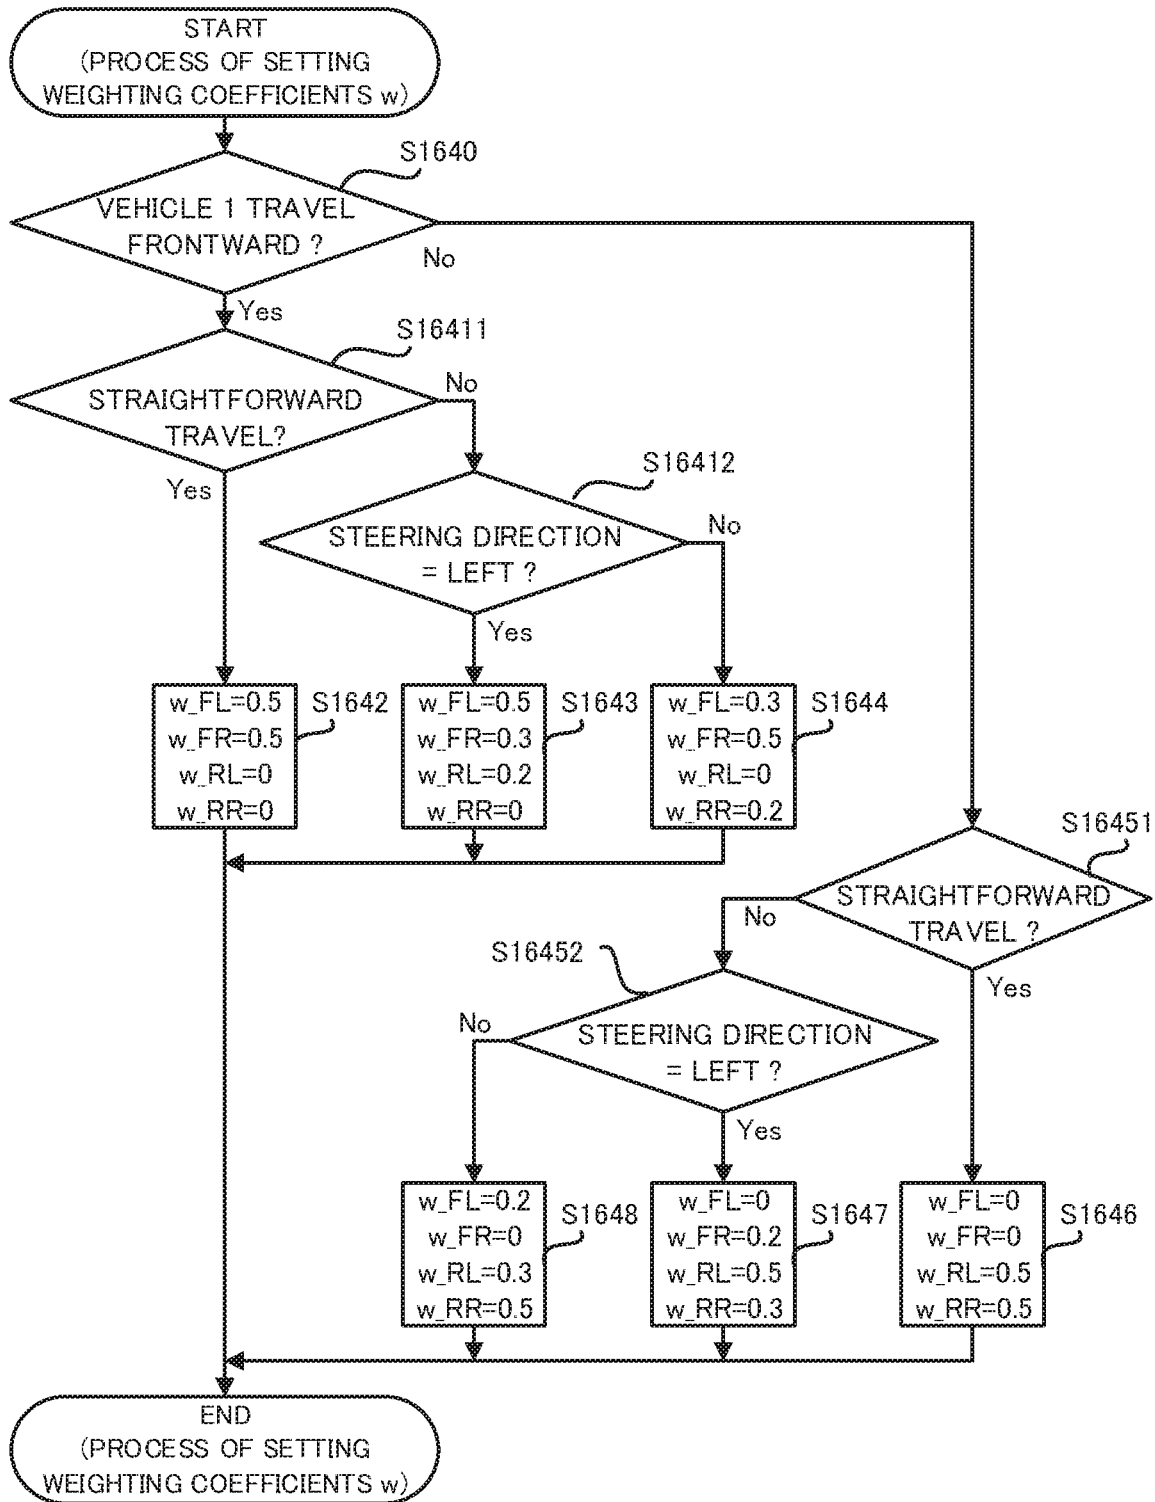 START
(PROCESS OF SETTING
WEIGHTING COEFFICIENTS w)
S1640
VEHICLE 1 TRAVEL
FRONTWARD ?
No
Yes
S16411
STRAIGHTFORWARD
TRAVEL?
No
Yes
S16412
STEERING DIRECTION
= LEFT ?
No
Yes
w_FL=0.5
w_FR=0.5
w_RL=0
w_RR=0
S1642
w_FL=0.5
w_FR=0.3
w_RL=0.2
w_RR=0
S1643
w_FL=0.3
w_FR=0.5
w_RL=0
w_RR=0.2
S1644
S16451
STRAIGHTFORWARD
TRAVEL ?
No
Yes
S16452
STEERING DIRECTION
= LEFT ?
No
Yes
w_FL=0.2
w_FR=0
w_RL=0.3
w_RR=0.5
S1648
w_FL=0
w_FR=0.2
w_RL=0.5
w_RR=0.3
S1647
w_FL=0
w_FR=0
w_RL=0.5
w_RR=0.5
S1646
END
(PROCESS OF SETTING
WEIGHTING COEFFICIENTS w)